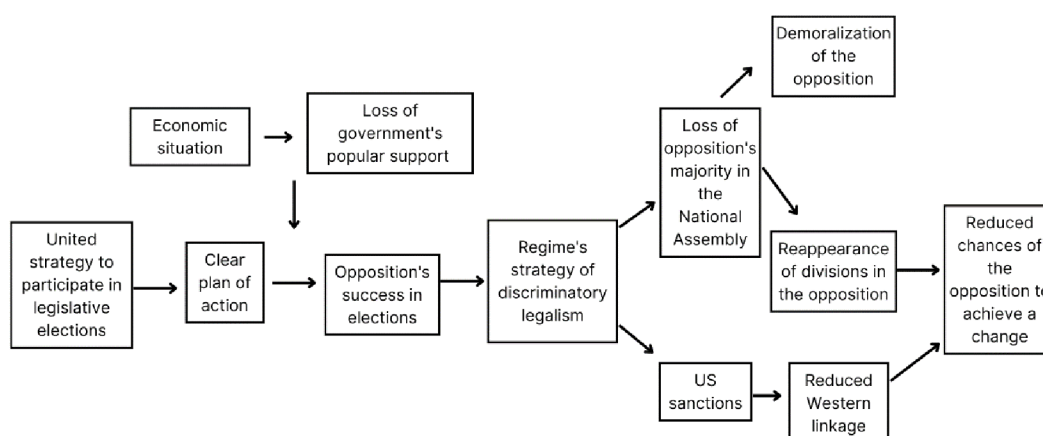 Demoralization
of the
opposition
Economic
situation
Loss of
government's
popular support
Loss of
opposition's
majority in
the
National
Assembly
United
strategy to
participate in
legislative
elections
Clear
plan of
action
Opposition's
success in
elections
Regime's
strategy of
discriminatory
legalism
Reappearance
of divisions in
the opposition
Reduced
chances of
the
opposition to
achieve a
change
US
sanctions
Reduced
Western
linkage